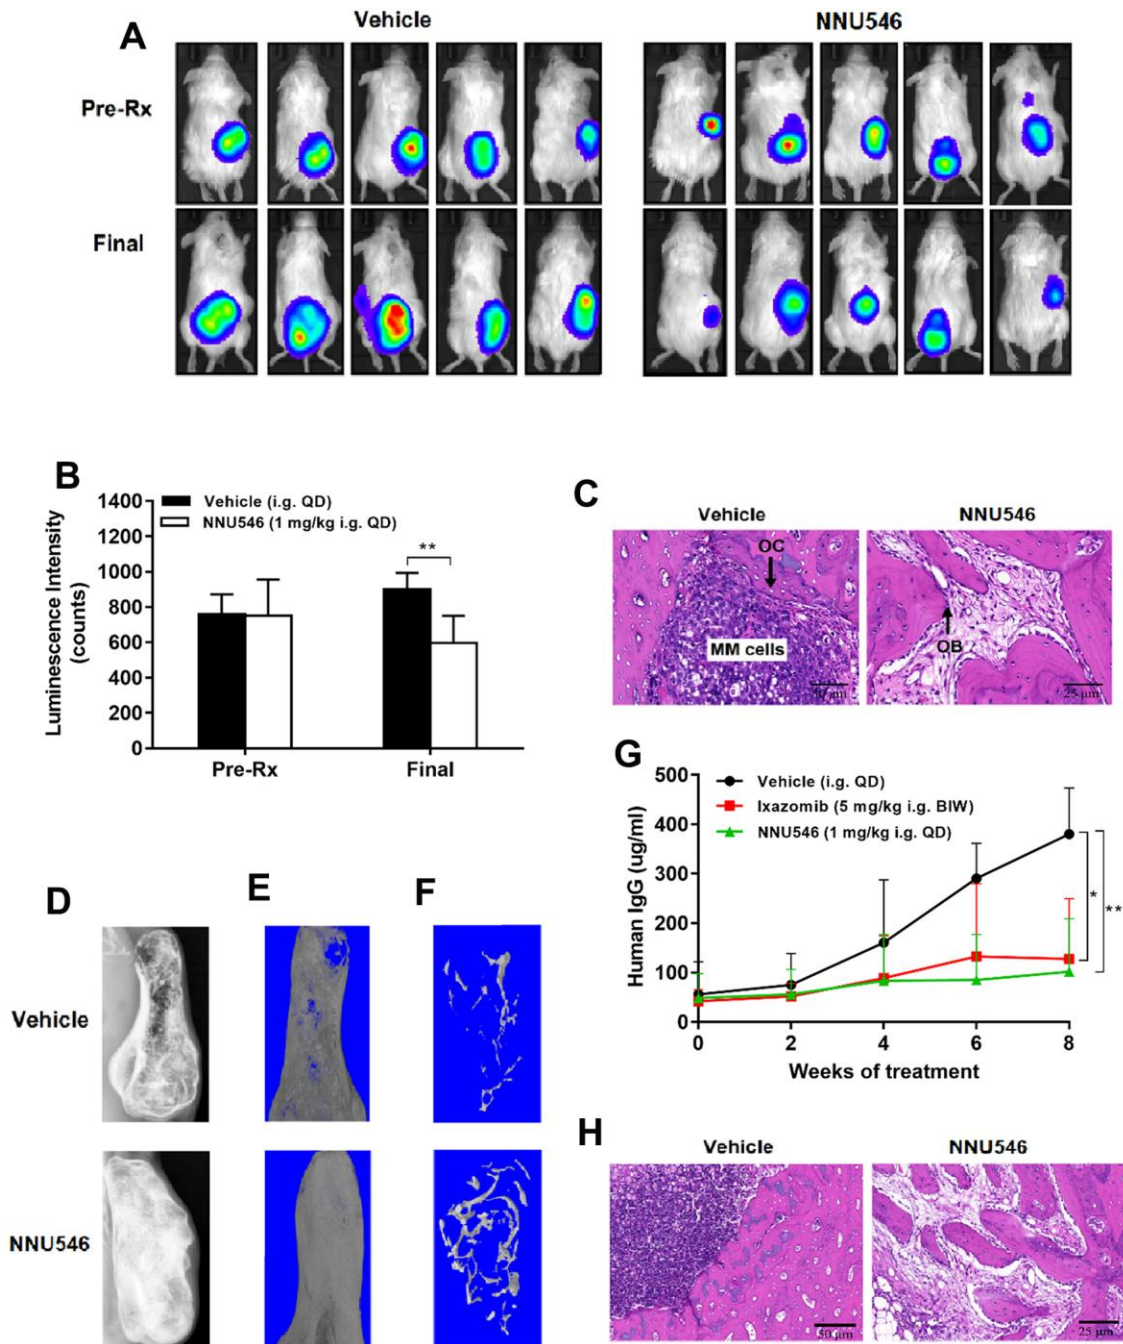 A
Vehicle
NNU546
Pre-Rx
Final
B
Luminescence Intensity
(counts)
1400
1200
1000
800
600
400
200
0
Vehicle (i.g. QD)
NNU546 (1 mg/kg i.g. QD)
**
Pre-Rx
Final
C
Vehicle
NNU546
OC
MM cells
OB
25 µm
G
Human IgG (ug/ml)
500
400
300
200
100
0
Vehicle (i.g. QD)
Ixazomib (5 mg/kg i.g. BIW)
NNU546 (1 mg/kg i.g. QD)
*
**
0 2 4 6 8
Weeks of treatment
D
E
F
Vehicle
NNU546
H
Vehicle
NNU546
50 µm
25 µm